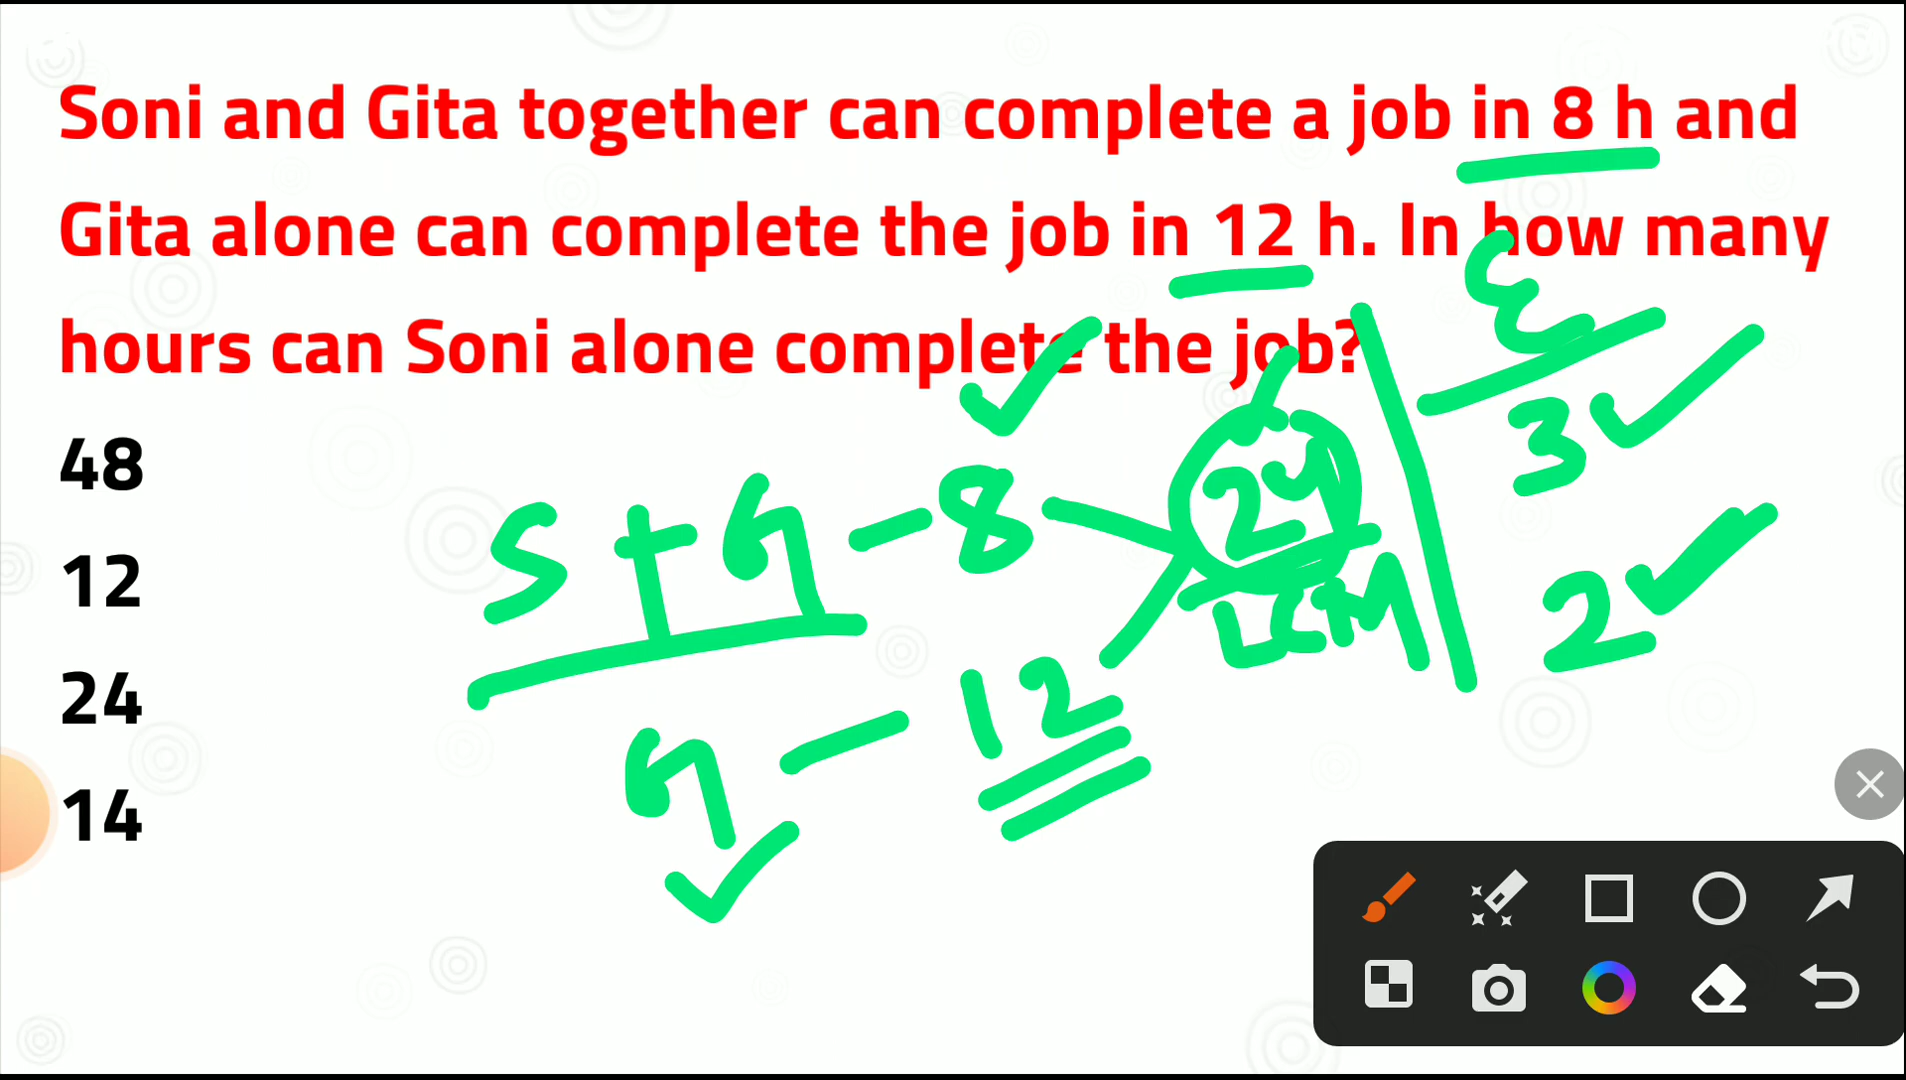 Soni and Gita together can complete a job in 8 h and
Gita alone can complete the job in 12 h. In how many
hours can Soni alone complete the job?
48
12
24
14
S + G - 8
24
LCM
G - 12
E
3
2